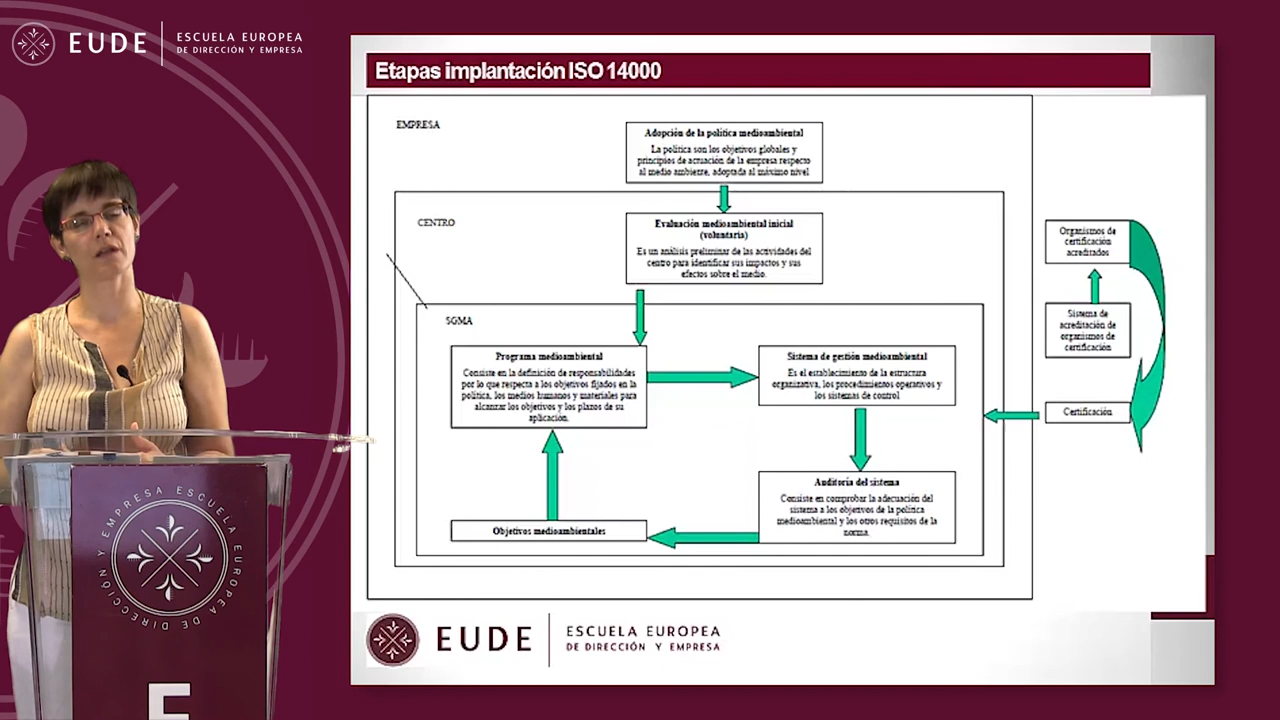 EUDE
ESCUELA EUROPEA
DE DIRECCIÓN Y EMPRESA
Etapas implantación ISO 14000
EMPRESA
Adopción de la política medioambiental
La política son los objetivos globales y
principios de actuación de la empresa respecto
al medio ambiente, adoptada al máximo nivel
CENTRO
Evaluación medioambiental inicial
(voluntaria)
Es un análisis preliminar de las actividades del
centro para identificar sus impactos y sus
efectos sobre el medio.
Organismos de
certificación
acreditados
SGMA
Sistema de
acreditación de
organismos de
certificación
Programa medioambiental
Consiste en la definición de responsabilidades
por lo que respecta a los objetivos fijados en la
política, los medios humanos y materiales para
alcanzar los objetivos y los plazos de su
aplicación.
Sistema de gestión medioambiental
Es el establecimiento de la estructura
organizativa, los procedimientos operativos y
los sistemas de control
Certificación
Auditoría del sistema
Consiste en comprobar la adecuación del
sistema a los objetivos de la política
medioambiental y los otros requisitos de la
norma.
Objetivos medioambientales
EUDE
ESCUELA EUROPEA
DE DIRECCIÓN Y EMPRESA
ESCUELA EUROPEA DE DIRECCIÓN Y EMPRESA
E